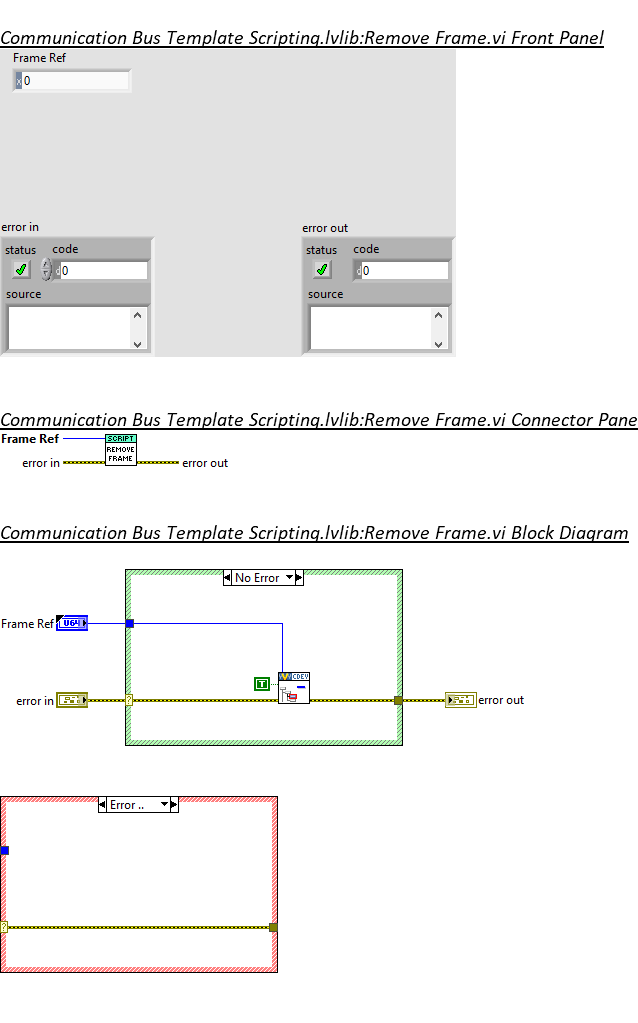 Communication Bus Template Scripting.lvlib:Remove Frame.vi Front Panel
Frame Ref
x 0
error in
error out
status code
status code
d 0
d 0
source
source
Communication Bus Template Scripting.lvlib:Remove Frame.vi Connector Pane
Frame Ref
SCRIPT
REMOVE
FRAME
error in
error out
Communication Bus Template Scripting.lvlib:Remove Frame.vi Block Diagram
No Error
Frame Ref
U64
CDEV
T
error in
?
error out
Error ..
?